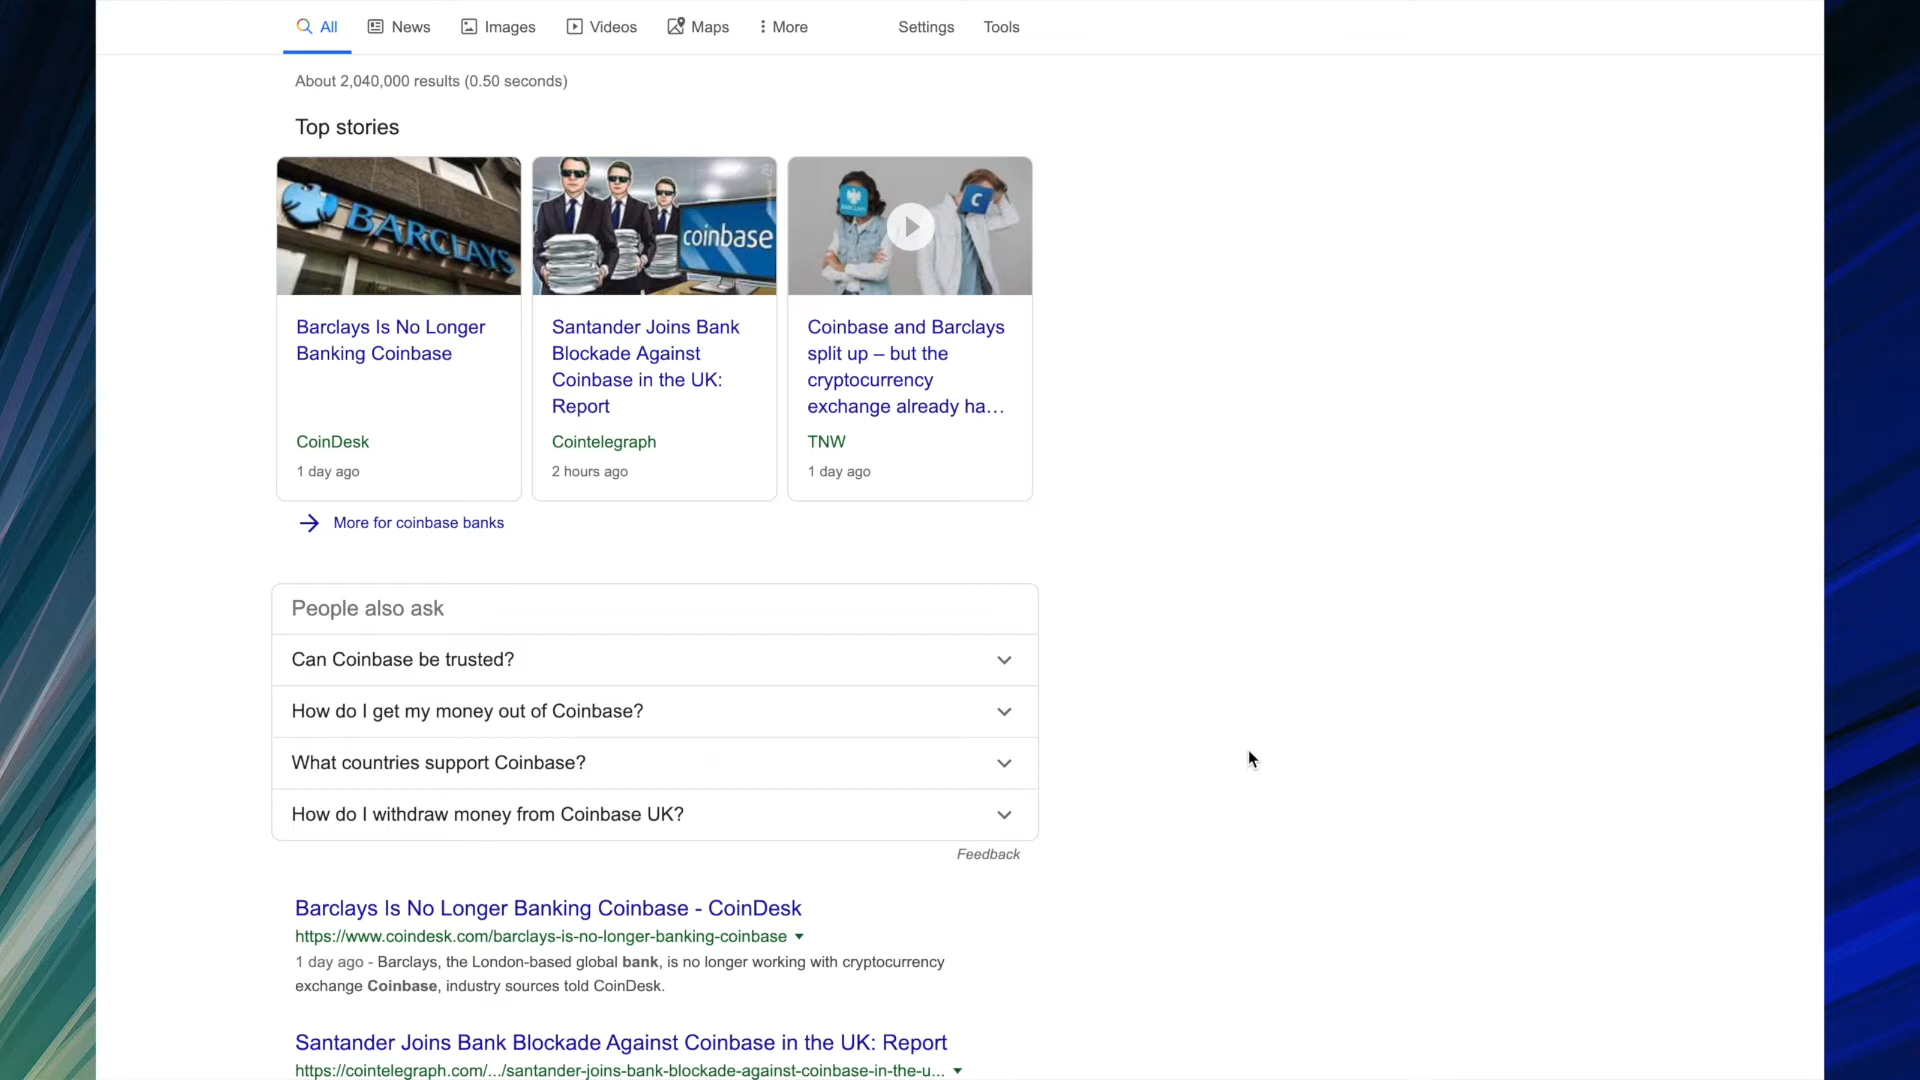 All News Images Videos Maps More Settings Tools
About 2,040,000 results (0.50 seconds)
Top stories
BARCLAYS
coinbase
BARCLAYS
C
Barclays Is No Longer
Banking Coinbase
CoinDesk
1 day ago
Santander Joins Bank
Blockade Against
Coinbase in the UK:
Report
Cointelegraph
2 hours ago
Coinbase and Barclays
split up – but the
cryptocurrency
exchange already ha…
TNW
1 day ago
More for coinbase banks
People also ask
Can Coinbase be trusted?
How do I get my money out of Coinbase?
What countries support Coinbase?
How do I withdraw money from Coinbase UK?
Feedback
Barclays Is No Longer Banking Coinbase - CoinDesk
https://www.coindesk.com/barclays-is-no-longer-banking-coinbase
1 day ago - Barclays, the London-based global bank, is no longer working with cryptocurrency
exchange Coinbase, industry sources told CoinDesk.
Santander Joins Bank Blockade Against Coinbase in the UK: Report
https://cointelegraph.com/.../santander-joins-bank-blockade-against-coinbase-in-the-u...